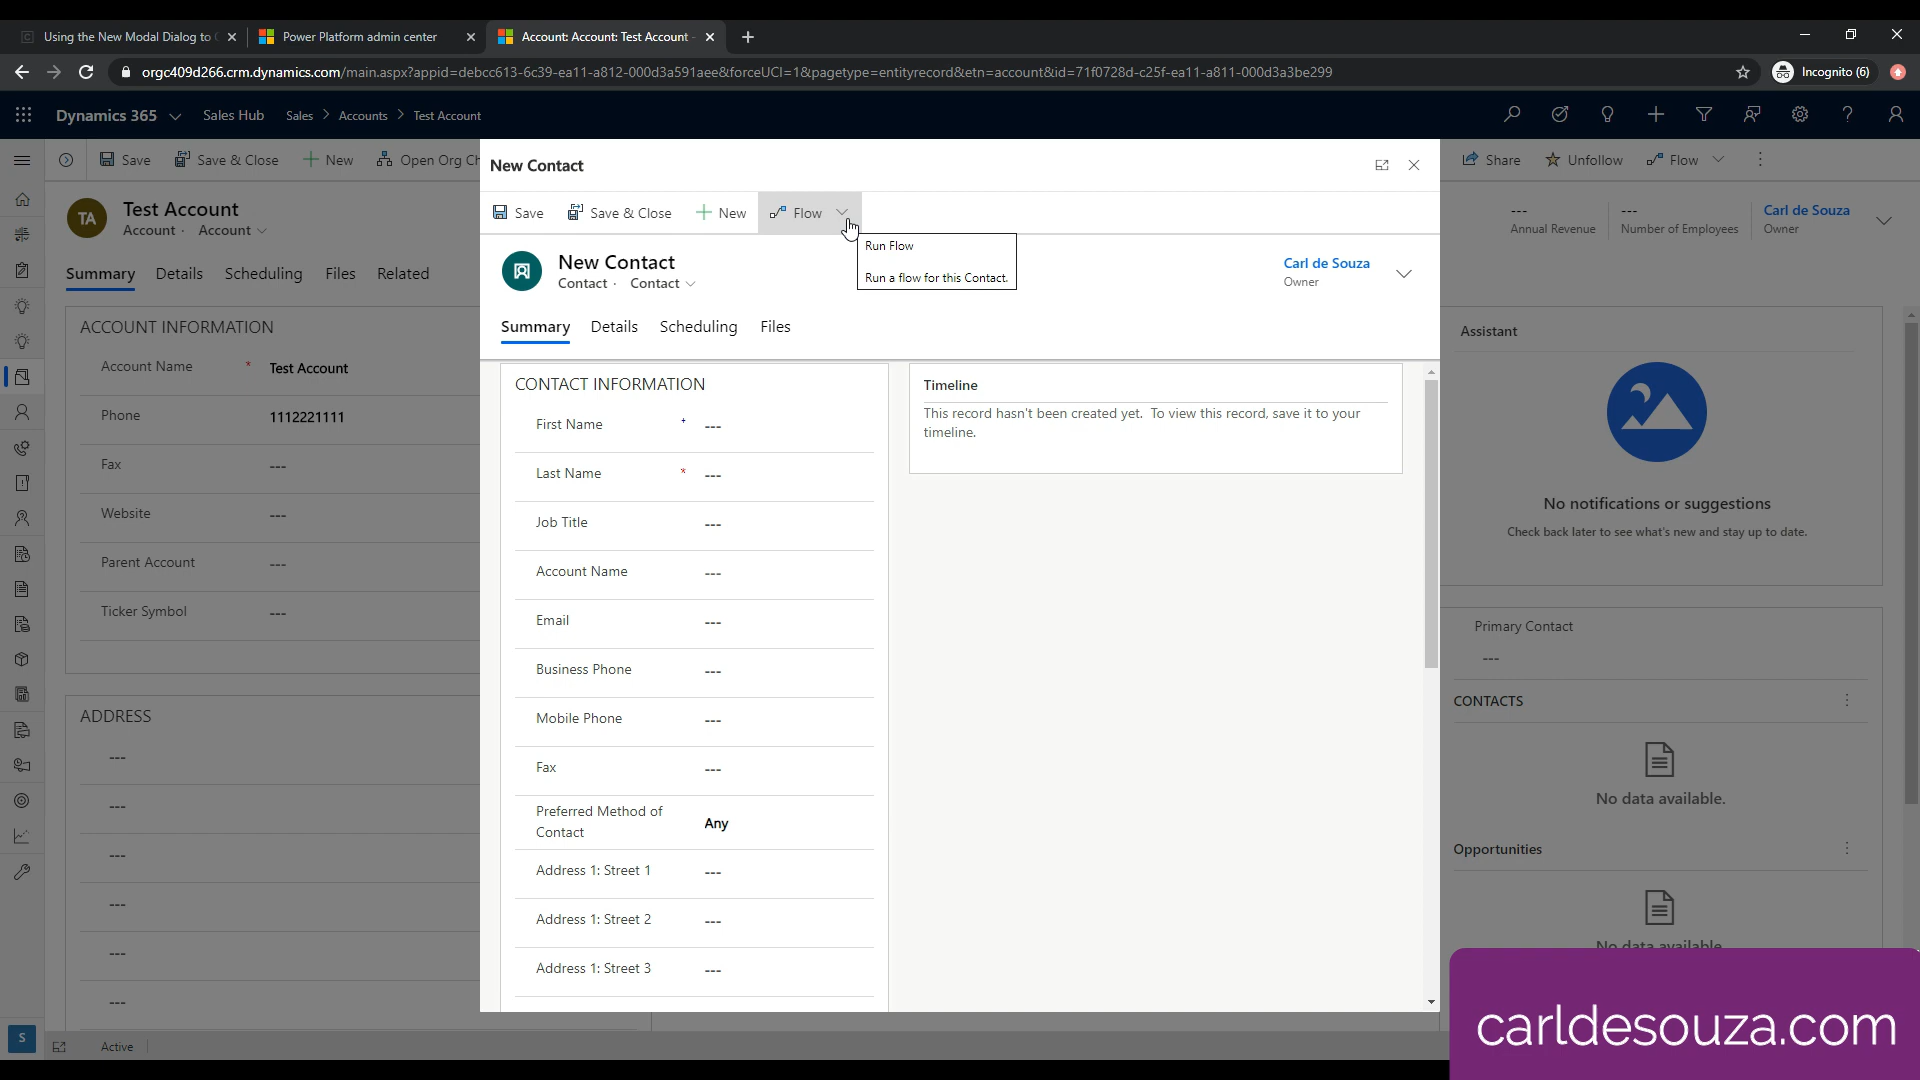 Using the New Modal Dialog to
Power Platform admin center
Account: Account: Test Account -
orgc409d266.crm.dynamics.com/main.aspx?appid=debcc613-6c39-ea11-a812-000d3a591aee&forceUCI=1&pagetype=entityrecord&etn=account&id=71f0728d-c25f-ea11-a811-000d3a3be299
Incognito (6)
Dynamics 365
Sales Hub
Sales > Accounts > Test Account
Save
Save & Close
New
Open Org Ch
Share
Unfollow
Flow
TA
Test Account
Account · Account
---
Annual Revenue
---
Number of Employees
Carl de Souza
Owner
Summary Details Scheduling Files Related
ACCOUNT INFORMATION
Account Name * Test Account
Phone 1112221111
Fax ---
Website ---
Parent Account ---
Ticker Symbol ---
ADDRESS
---
---
---
---
---
---
S
Active
New Contact
Save
Save & Close
New
Flow
Run Flow
Run a flow for this Contact.
New Contact
Contact · Contact
Carl de Souza
Owner
Summary Details Scheduling Files
CONTACT INFORMATION
First Name + ---
Last Name * ---
Job Title ---
Account Name ---
Email ---
Business Phone ---
Mobile Phone ---
Fax ---
Preferred Method of
Contact
Any
Address 1: Street 1 ---
Address 1: Street 2 ---
Address 1: Street 3 ---
Timeline
This record hasn't been created yet. To view this record, save it to your
timeline.
Assistant
No notifications or suggestions
Check back later to see what's new and stay up to date.
Primary Contact
---
CONTACTS
No data available.
Opportunities
No data available
carldesouza.com